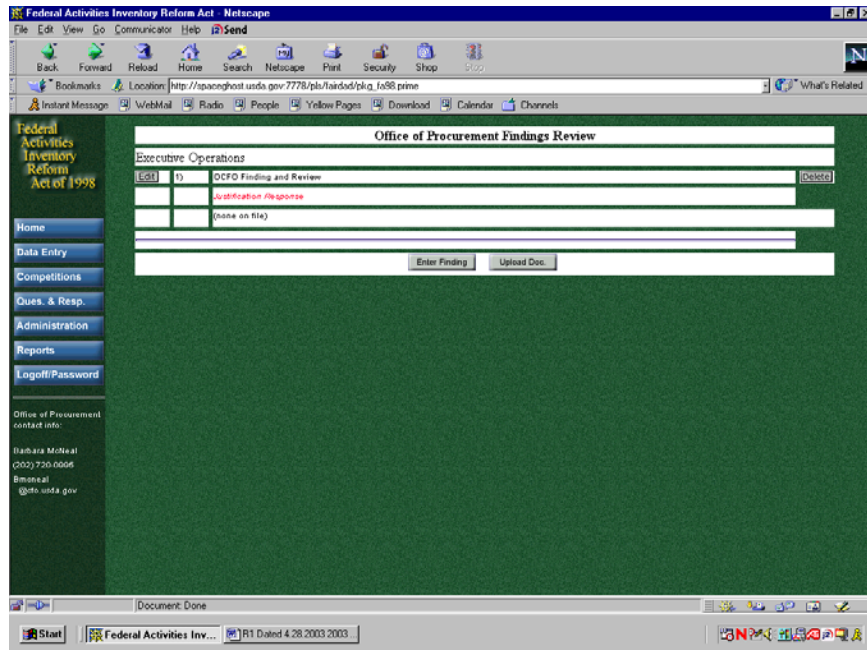 Federal Activities Inventory Reform Act - Netscape
File Edit View Go Communicator Help Send
Back Forward Reload Home Search Netscape Print Security Shop Stop
Bookmarks Location: http://spaceghost.usda.gov:7778/pls/fairdad/pkg_fa98.prime What's Related
Instant Message WebMail Radio People Yellow Pages Download Calendar Channels
Federal
Activities
Inventory
Reform
Act of 1998
Office of Procurement Findings Review
Executive Operations
Edit 1) OCFO Finding and Review Delete
Justification Response
(none on file)
Enter Finding Upload Doc.
Home
Data Entry
Competitions
Ques. & Resp.
Administration
Reports
Logoff/Password
Office of Procurement
contact info:
Barbara McNeal
(202) 720-0006
Bmoneal
@cfo.usda.gov
Document: Done
Start Federal Activities Inv... R1 Dated 4.28.2003 2003 ...